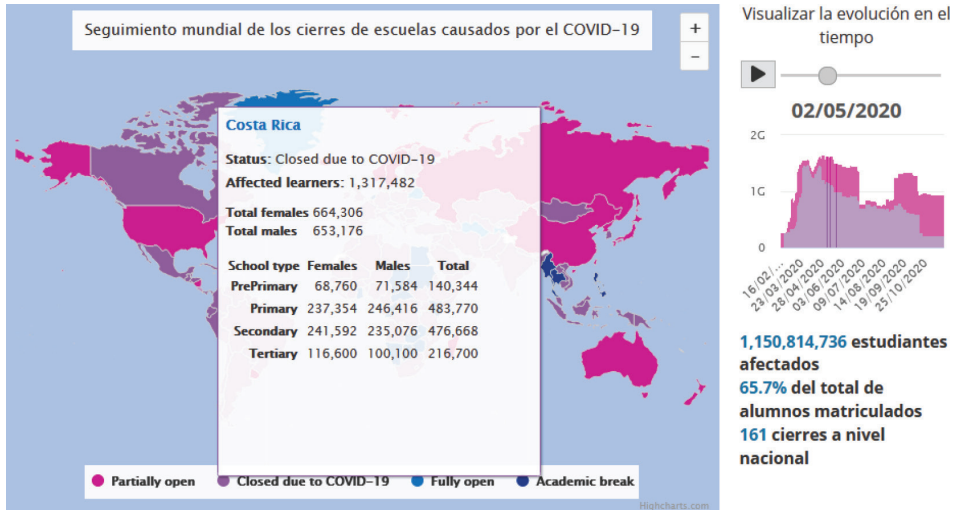 Seguimiento mundial de los cierres de escuelas causados por el COVID-19
+
−
Costa Rica
Status: Closed due to COVID-19
Affected learners: 1,317,482
Total females 664,306
Total males 653,176
School type Females Males Total
PrePrimary 68,760 71,584 140,344
Primary 237,354 246,416 483,770
Secondary 241,592 235,076 476,668
Tertiary 116,600 100,100 216,700
Partially open Closed due to COVID-19 Fully open Academic break
Highcharts.com
Visualizar la evolución en el
tiempo
02/05/2020
2G
1G
0
16/02/...
23/03/2020
28/04/2020
03/06/2020
09/07/2020
14/08/2020
19/09/2020
25/10/2020
1,150,814,736 estudiantes
afectados
65.7% del total de
alumnos matriculados
161 cierres a nivel
nacional